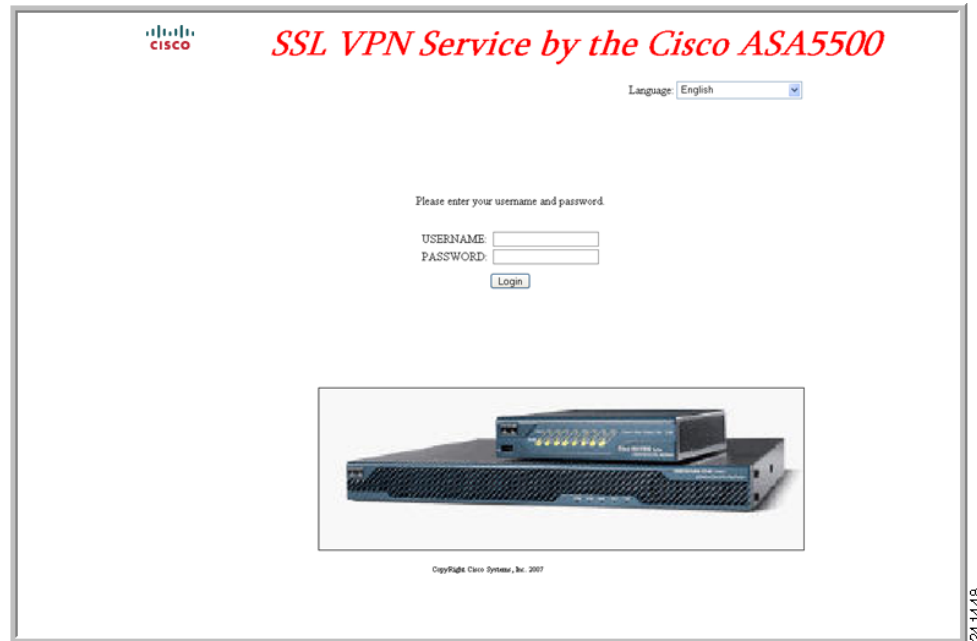 CISCO
SSL VPN Service by the Cisco ASA5500
Language: English
Please enter your username and password.
USERNAME:
PASSWORD:
Login
CopyRight Cisco Systems, Inc. 2007